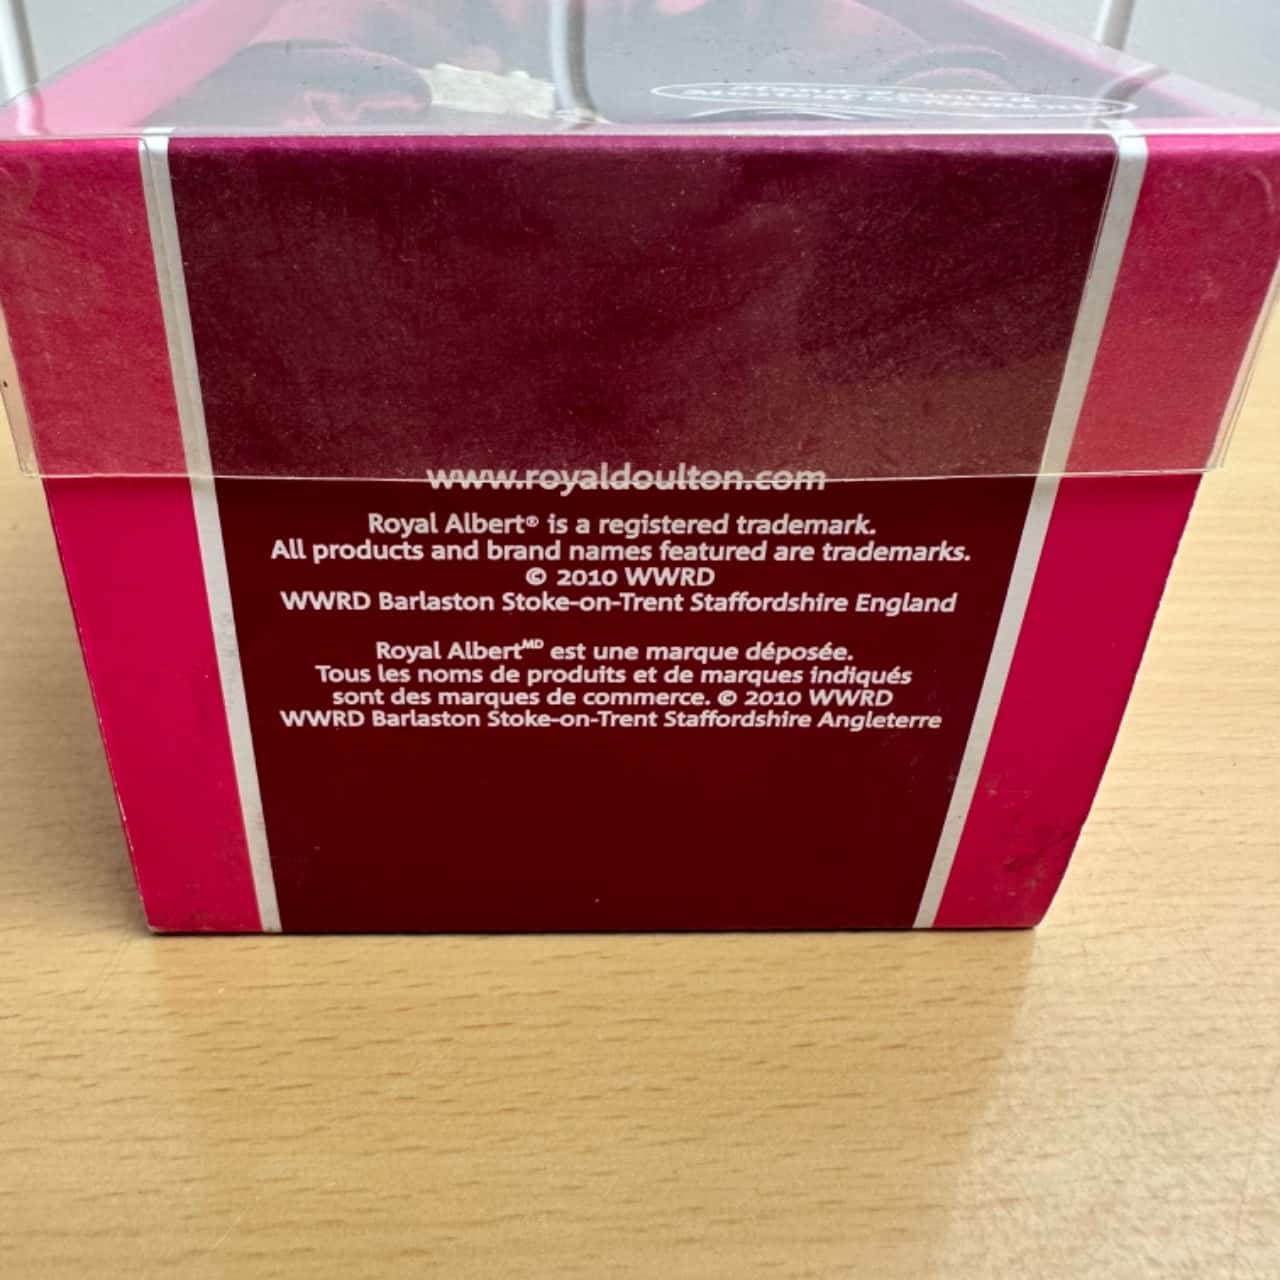 www.royaldoulton.com
Royal Albert® is a registered trademark.
All products and brand names featured are trademarks.
© 2010 WWRD
WWRD Barlaston Stoke-on-Trent Staffordshire England
Royal Albertᴹᴰ est une marque déposée.
Tous les noms de produits et de marques indiqués
sont des marques de commerce. © 2010 WWRD
WWRD Barlaston Stoke-on-Trent Staffordshire Angleterre